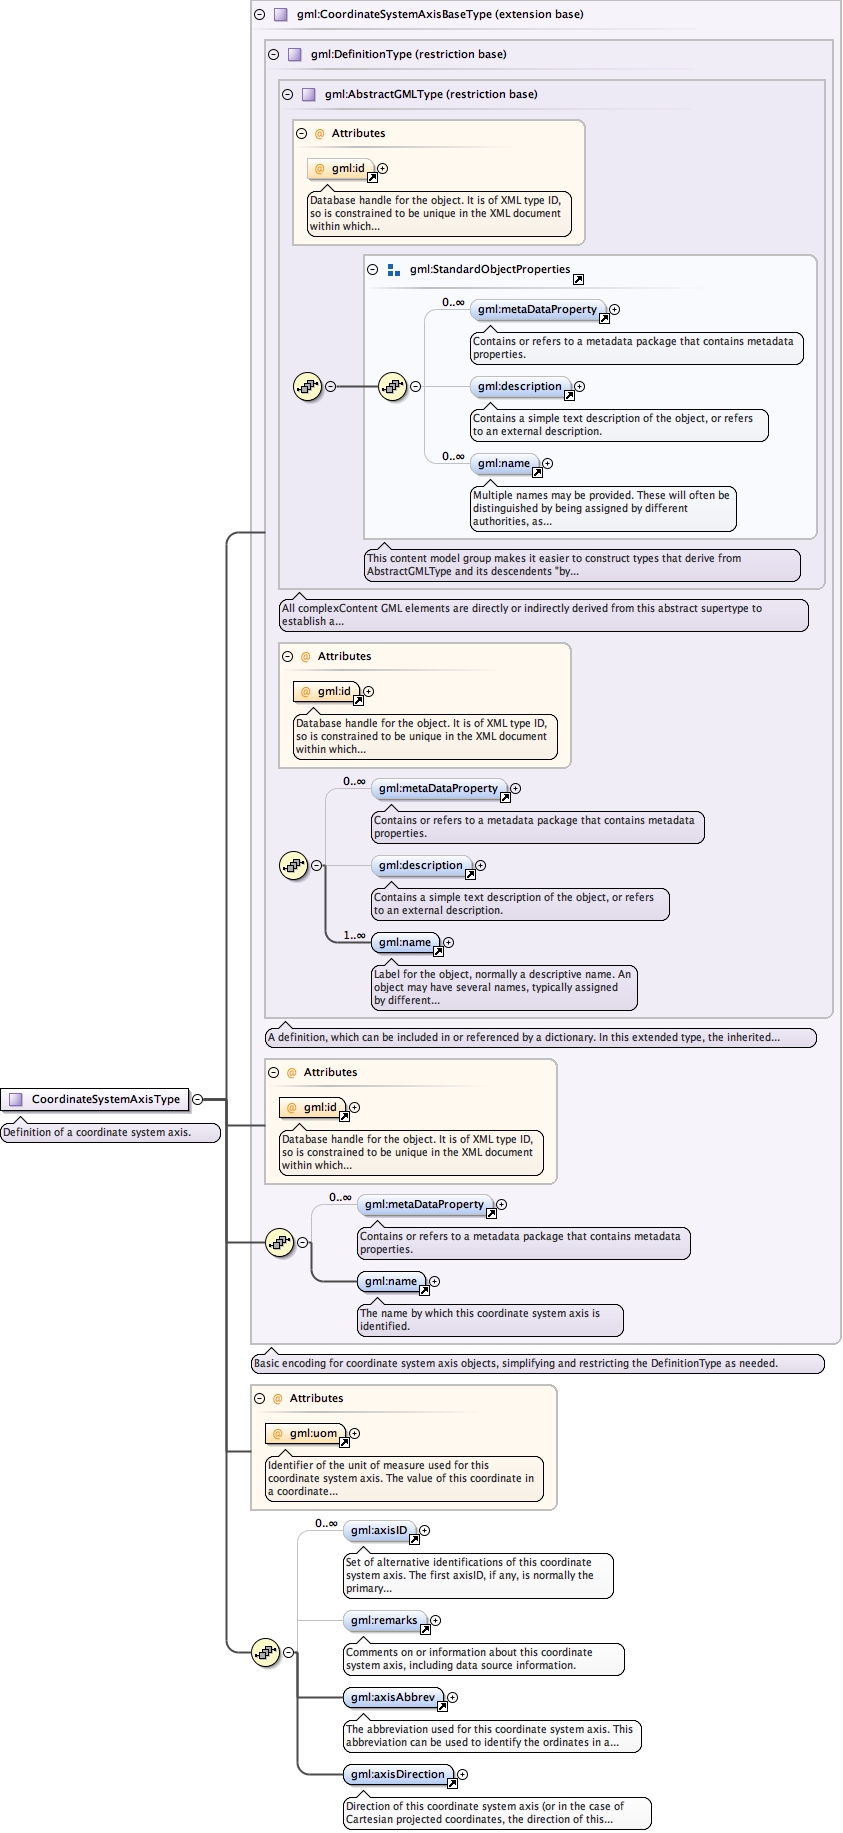 gml:CoordinateSystemAxisBaseType (extension base)
gml:DefinitionType (restriction base)
gml:AbstractGMLType (restriction base)
@ Attributes
@ gml:id
Database handle for the object. It is of XML type ID,
so is constrained to be unique in the XML document
within which...
gml:StandardObjectProperties
0..∞
gml:metaDataProperty
Contains or refers to a metadata package that contains metadata
properties.
gml:description
Contains a simple text description of the object, or refers
to an external description.
0..∞
gml:name
Multiple names may be provided. These will often be
distinguished by being assigned by different
authorities, as...
This content model group makes it easier to construct types that derive from
AbstractGMLType and its descendents "by...
All complexContent GML elements are directly or indirectly derived from this abstract supertype to
establish a...
@ Attributes
@ gml:id
Database handle for the object. It is of XML type ID,
so is constrained to be unique in the XML document
within which...
0..∞
gml:metaDataProperty
Contains or refers to a metadata package that contains metadata
properties.
gml:description
Contains a simple text description of the object, or refers
to an external description.
1..∞
gml:name
Label for the object, normally a descriptive name. An
object may have several names, typically assigned
by different...
A definition, which can be included in or referenced by a dictionary. In this extended type, the inherited...
@ Attributes
CoordinateSystemAxisType
Definition of a coordinate system axis.
@ gml:id
Database handle for the object. It is of XML type ID,
so is constrained to be unique in the XML document
within which...
0..∞
gml:metaDataProperty
Contains or refers to a metadata package that contains metadata
properties.
gml:name
The name by which this coordinate system axis is
identified.
Basic encoding for coordinate system axis objects, simplifying and restricting the DefinitionType as needed.
@ Attributes
@ gml:uom
Identifier of the unit of measure used for this
coordinate system axis. The value of this coordinate in
a coordinate...
0..∞
gml:axisID
Set of alternative identifications of this coordinate
system axis. The first axisID, if any, is normally the
primary...
gml:remarks
Comments on or information about this coordinate
system axis, including data source information.
gml:axisAbbrev
The abbreviation used for this coordinate system axis. This
abbreviation can be used to identify the ordinates in a...
gml:axisDirection
Direction of this coordinate system axis (or in the case of
Cartesian projected coordinates, the direction of this...